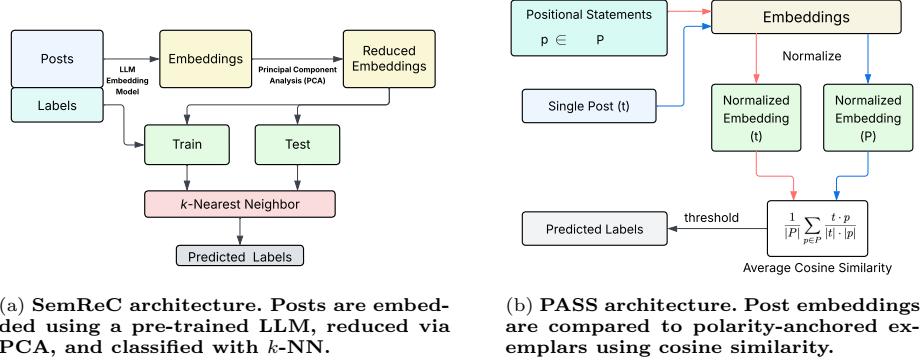 Posts
Labels
LLM
Embedding
Model
Embeddings
Principal Component
Analysis (PCA)
Reduced
Embeddings
Train
Test
k-Nearest Neighbor
Predicted Labels
(a) SemReC architecture. Posts are embed-
ded using a pre-trained LLM, reduced via
PCA, and classified with k-NN.
Positional Statements
p ∈ P
Embeddings
Normalize
Single Post (t)
Normalized
Embedding
(t)
Normalized
Embedding
(P)
Predicted Labels
threshold
1/|P| ∑ p∈P t · p / |t| · |p|
Average Cosine Similarity
(b) PASS architecture. Post embeddings
are compared to polarity-anchored ex-
emplars using cosine similarity.